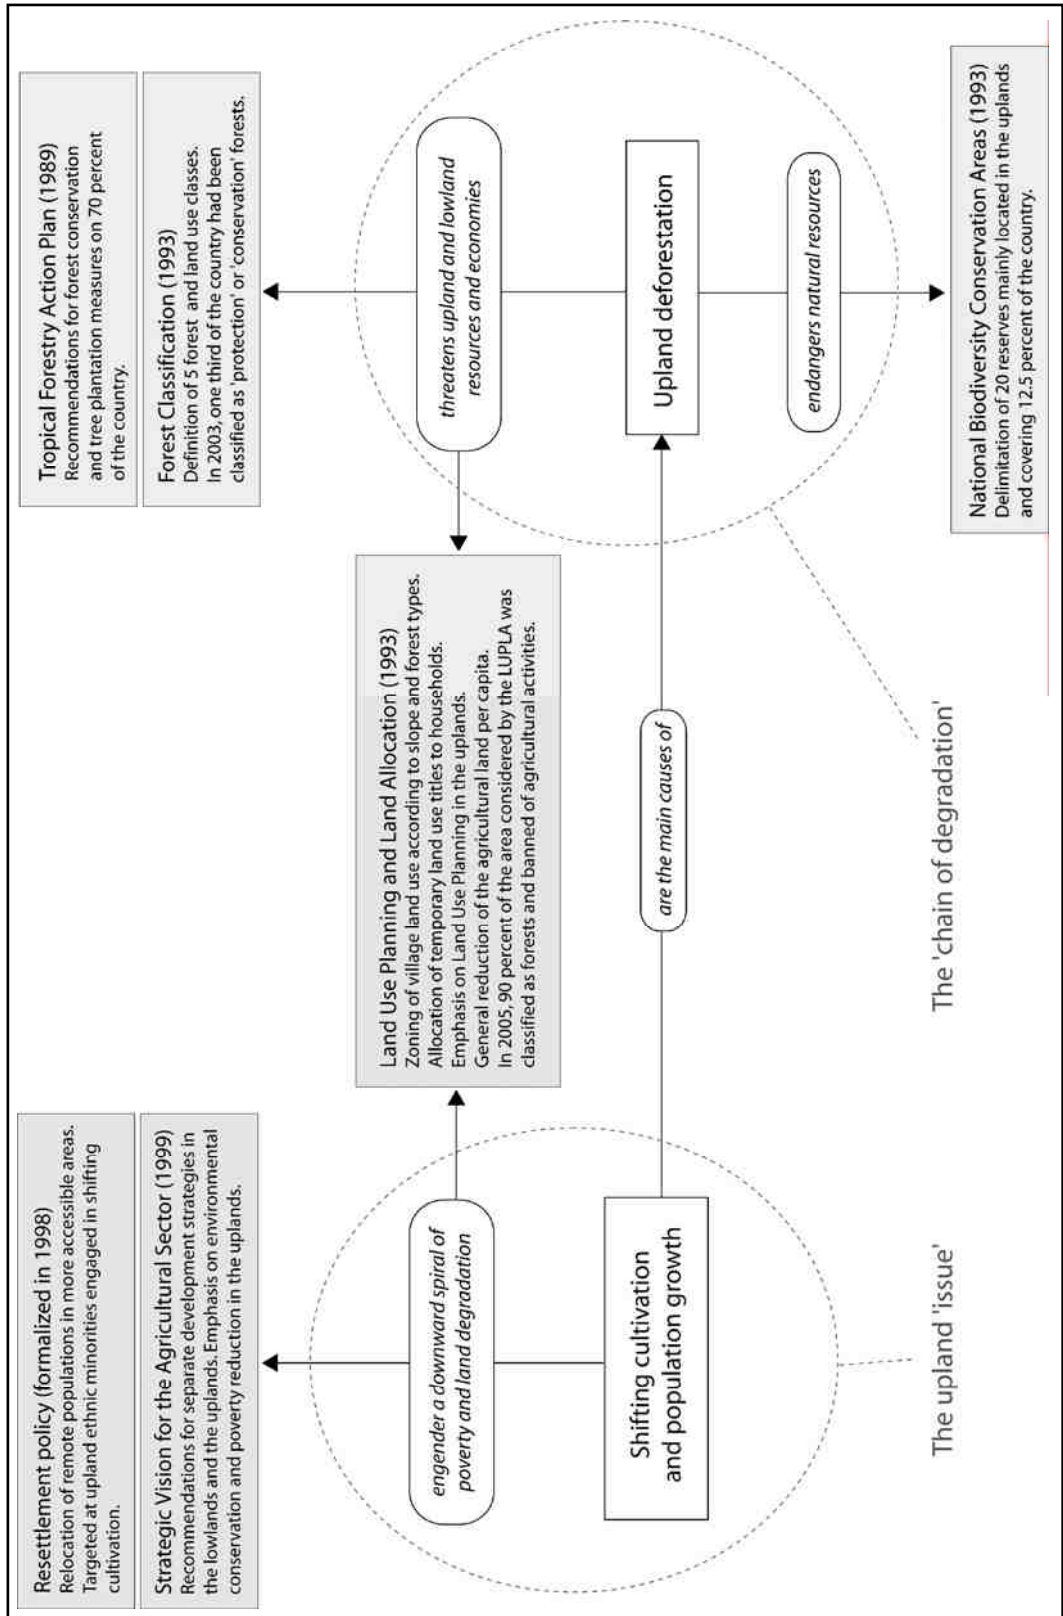 Resettlement policy (formalized in 1998)
Relocation of remote populations in more accessible areas.
Targeted at upland ethnic minorities engaged in shifting
cultivation.
Strategic Vision for the Agricultural Sector (1999)
Recommendations for separate development strategies in
the lowlands and the uplands. Emphasis on environmental
conservation and poverty reduction in the uplands.
Tropical Forestry Action Plan (1989)
Recommendations for forest conservation
and tree plantation measures on 70 percent
of the country.
Forest Classification (1993)
Definition of 5 forest and land use classes.
In 2003, one third of the country had been
classified as 'protection' or 'conservation' forests.
Land Use Planning and Land Allocation (1993)
Zoning of village land use according to slope and forest types.
Allocation of temporary land use titles to households.
Emphasis on Land Use Planning in the uplands.
General reduction of the agricultural land per capita.
In 2005, 90 percent of the area considered by the LUPLA was
classified as forests and banned of agricultural activities.
engender a downward spiral of
poverty and land degradation
threatens upland and lowland
resources and economies
Shifting cultivation
and population growth
are the main causes of
Upland deforestation
endangers natural resources
National Biodiversity Conservation Areas (1993)
Delimitation of 20 reserves mainly located in the uplands
and covering 12.5 percent of the country.
The upland 'issue'
The 'chain of degradation'